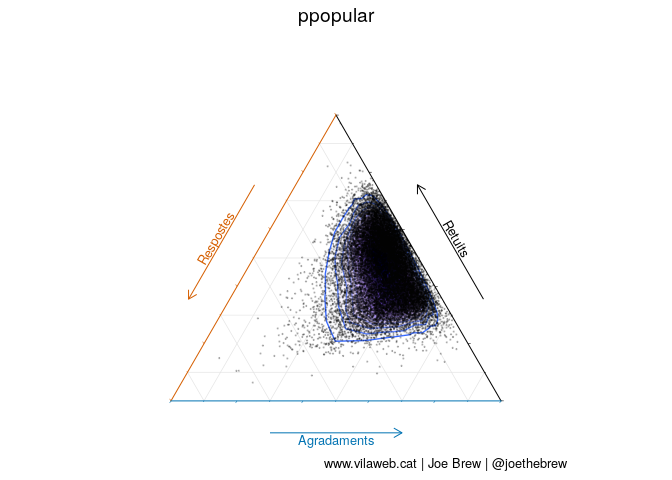 ppopular
Respostes
Retuits
Agradaments
www.vilaweb.cat | Joe Brew | @joethebrew